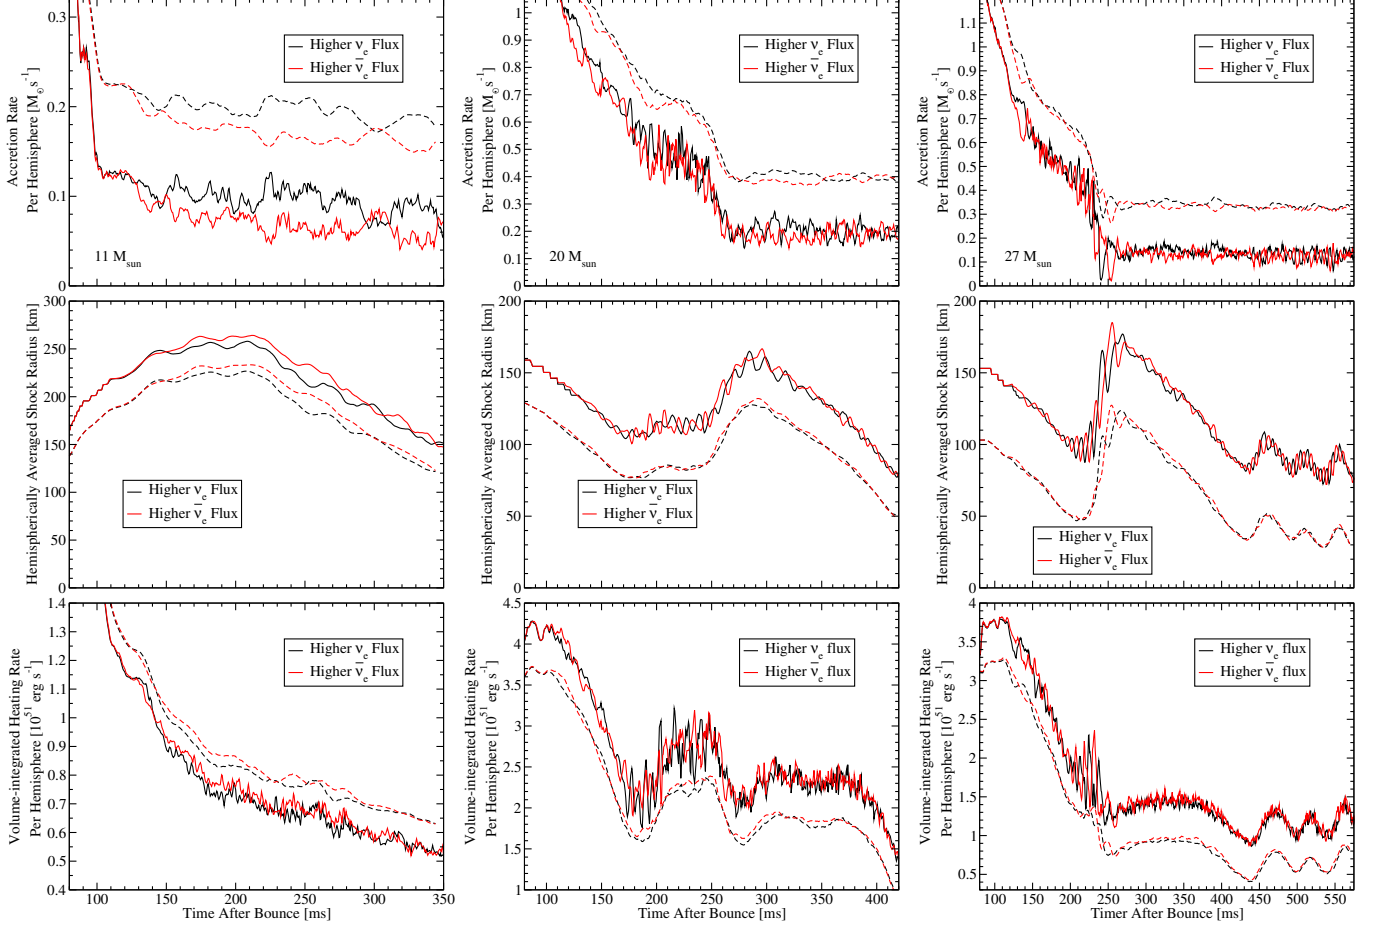 0.3
0.2
0.1
0
Accretion Rate
Per Hemisphere [M⊙s⁻¹]
Higher νₑ Flux
Higher ν̅ₑ Flux
11 Mₛᵤₙ
1
0.9
0.8
0.7
0.6
0.5
0.4
0.3
0.2
0.1
0
Accretion Rate
Per Hemisphere [M⊙s⁻¹]
Higher νₑ Flux
Higher ν̅ₑ Flux
20 Mₛᵤₙ
1.1
1
0.9
0.8
0.7
0.6
0.5
0.4
0.3
0.2
0.1
0
Accretion Rate
Per Hemisphere [M⊙s⁻¹]
Higher νₑ Flux
Higher ν̅ₑ Flux
27 Mₛᵤₙ
300
250
200
150
100
50
0
Hemispherically Averaged Shock Radius [km]
Higher νₑ Flux
Higher ν̅ₑ Flux
200
150
100
50
0
Hemispherically Averaged Shock Radius [km]
Higher νₑ Flux
Higher ν̅ₑ Flux
200
150
100
50
0
Hemispherically Averaged Shock Radius [km]
Higher νₑ Flux
Higher ν̅ₑ Flux
1.4
1.3
1.2
1.1
1
0.9
0.8
0.7
0.6
0.5
0.4
Volume-integrated Heating Rate
Per Hemisphere [10⁵¹ erg s⁻¹]
Higher νₑ Flux
Higher ν̅ₑ Flux
100 150 200 250 300 350
Time After Bounce [ms]
4.5
4
3.5
3
2.5
2
1.5
1
Volume-integrated Heating Rate
Per Hemisphere [10⁵¹ erg s⁻¹]
Higher νₑ flux
Higher ν̅ₑ flux
100 150 200 250 300 350 400
Time After Bounce [ms]
4
3.5
3
2.5
2
1.5
1
0.5
Volume-integrated Heating Rate
Per Hemisphere [10⁵¹ erg s⁻¹]
Higher νₑ flux
Higher ν̅ₑ flux
100 150 200 250 300 350 400 450 500 550
Timer After Bounce [ms]